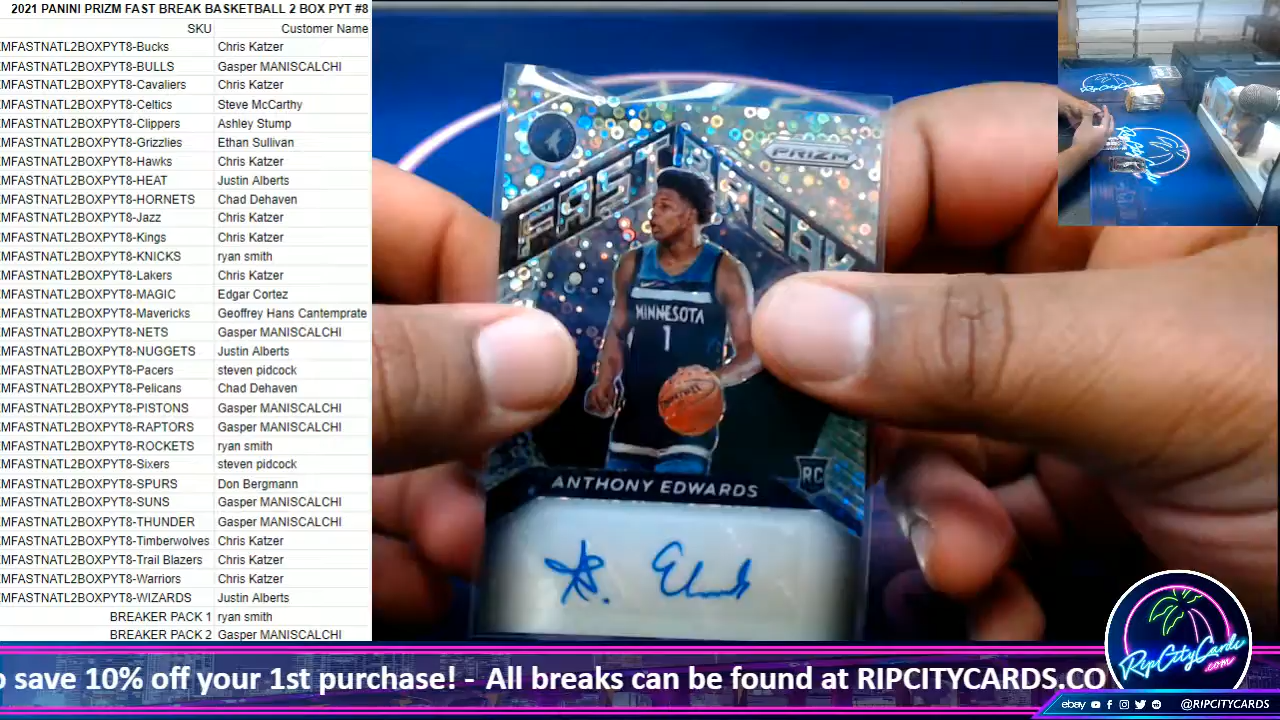 2021 PANINI PRIZM FAST BREAK BASKETBALL 2 BOX PYT #8
SKU Customer Name
MFASTNATL2BOXPYT8-Bucks Chris Katzer
MFASTNATL2BOXPYT8-BULLS Gasper MANISCALCHI
MFASTNATL2BOXPYT8-Cavaliers Chris Katzer
MFASTNATL2BOXPYT8-Celtics Steve McCarthy
MFASTNATL2BOXPYT8-Clippers Ashley Stump
MFASTNATL2BOXPYT8-Grizzlies Ethan Sullivan
MFASTNATL2BOXPYT8-Hawks Chris Katzer
MFASTNATL2BOXPYT8-HEAT Justin Alberts
MFASTNATL2BOXPYT8-HORNETS Chad Dehaven
MFASTNATL2BOXPYT8-Jazz Chris Katzer
MFASTNATL2BOXPYT8-Kings Chris Katzer
MFASTNATL2BOXPYT8-KNICKS ryan smith
MFASTNATL2BOXPYT8-Lakers Chris Katzer
MFASTNATL2BOXPYT8-MAGIC Edgar Cortez
MFASTNATL2BOXPYT8-Mavericks Geoffrey Hans Cantemprate
MFASTNATL2BOXPYT8-NETS Gasper MANISCALCHI
MFASTNATL2BOXPYT8-NUGGETS Justin Alberts
MFASTNATL2BOXPYT8-Pacers steven pidcock
MFASTNATL2BOXPYT8-Pelicans Chad Dehaven
MFASTNATL2BOXPYT8-PISTONS Gasper MANISCALCHI
MFASTNATL2BOXPYT8-RAPTORS Gasper MANISCALCHI
MFASTNATL2BOXPYT8-ROCKETS ryan smith
MFASTNATL2BOXPYT8-Sixers steven pidcock
MFASTNATL2BOXPYT8-SPURS Don Bergmann
MFASTNATL2BOXPYT8-SUNS Gasper MANISCALCHI
MFASTNATL2BOXPYT8-THUNDER Gasper MANISCALCHI
MFASTNATL2BOXPYT8-Timberwolves Chris Katzer
MFASTNATL2BOXPYT8-Trail Blazers Chris Katzer
MFASTNATL2BOXPYT8-Warriors Chris Katzer
MFASTNATL2BOXPYT8-WIZARDS Justin Alberts
BREAKER PACK 1 ryan smith
BREAKER PACK 2 Gasper MANISCALCHI
PRIZM
FAST BREAK
MINNESOTA
1
RC
ANTHONY EDWARDS
o save 10% off your 1st purchase! - All breaks can be found at RIPCITYCARDS.CO
RipCityCards
.com
ebay @RIPCITYCARDS